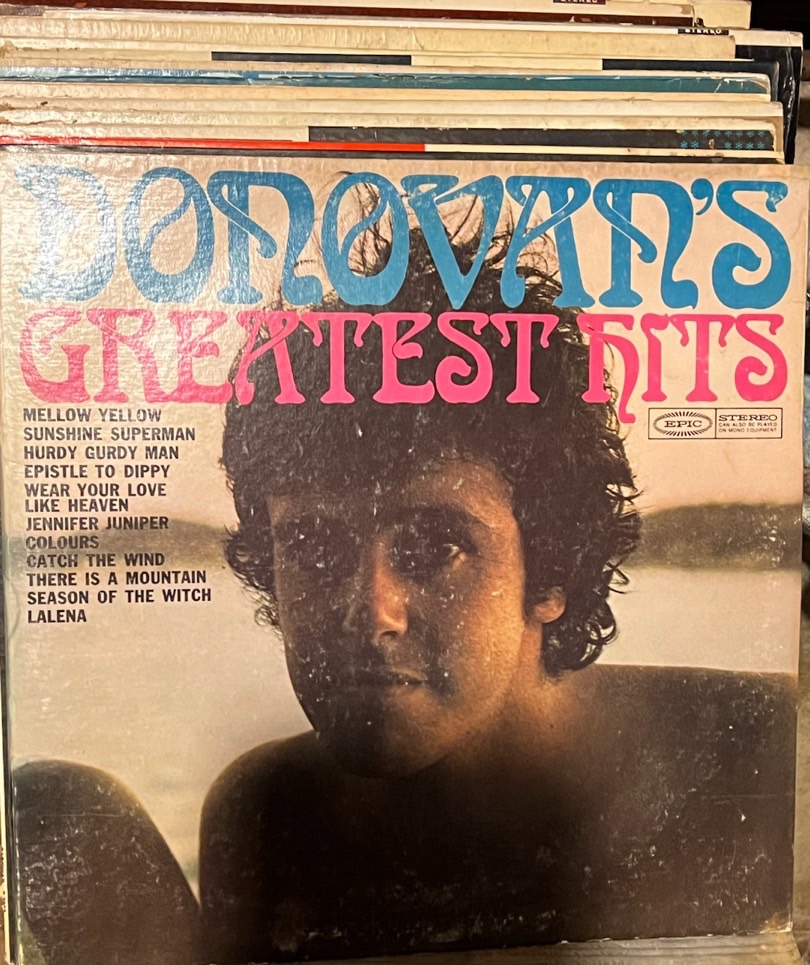 STEREO
STEREO
DONOVAN'S
GREATEST HITS
MELLOW YELLOW
SUNSHINE SUPERMAN
HURDY GURDY MAN
EPISTLE TO DIPPY
WEAR YOUR LOVE
LIKE HEAVEN
JENNIFER JUNIPER
COLOURS
CATCH THE WIND
THERE IS A MOUNTAIN
SEASON OF THE WITCH
LALENA
EPIC
STEREO
CAN ALSO BE PLAYED
ON MONO EQUIPMENT